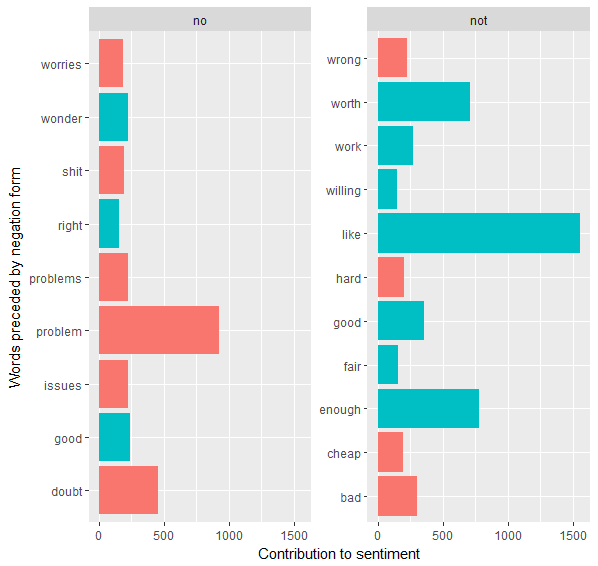 no
not
Words preceded by negation form
worries
wonder
shit
right
problems
problem
issues
good
doubt
wrong
worth
work
willing
like
hard
good
fair
enough
cheap
bad
0 500 1000 1500
0 500 1000 1500
Contribution to sentiment